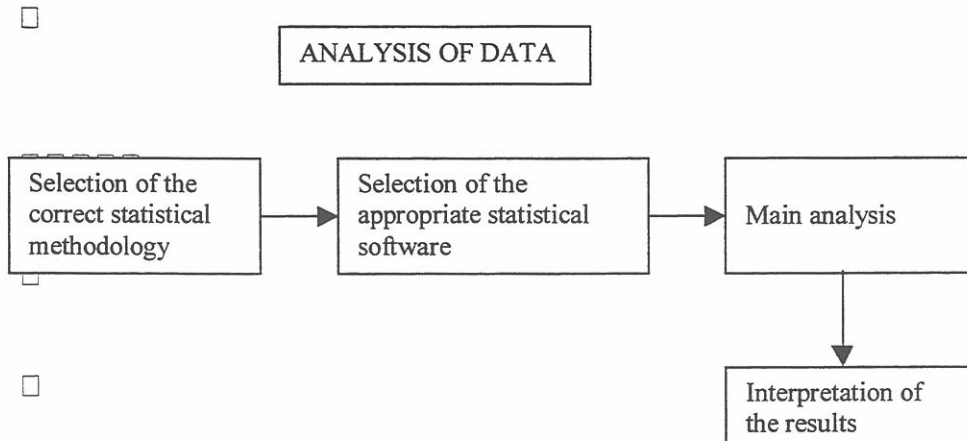 ANALYSIS OF DATA
Selection of the
correct statistical
methodology
Selection of the
appropriate statistical
software
Main analysis
Interpretation of
the results